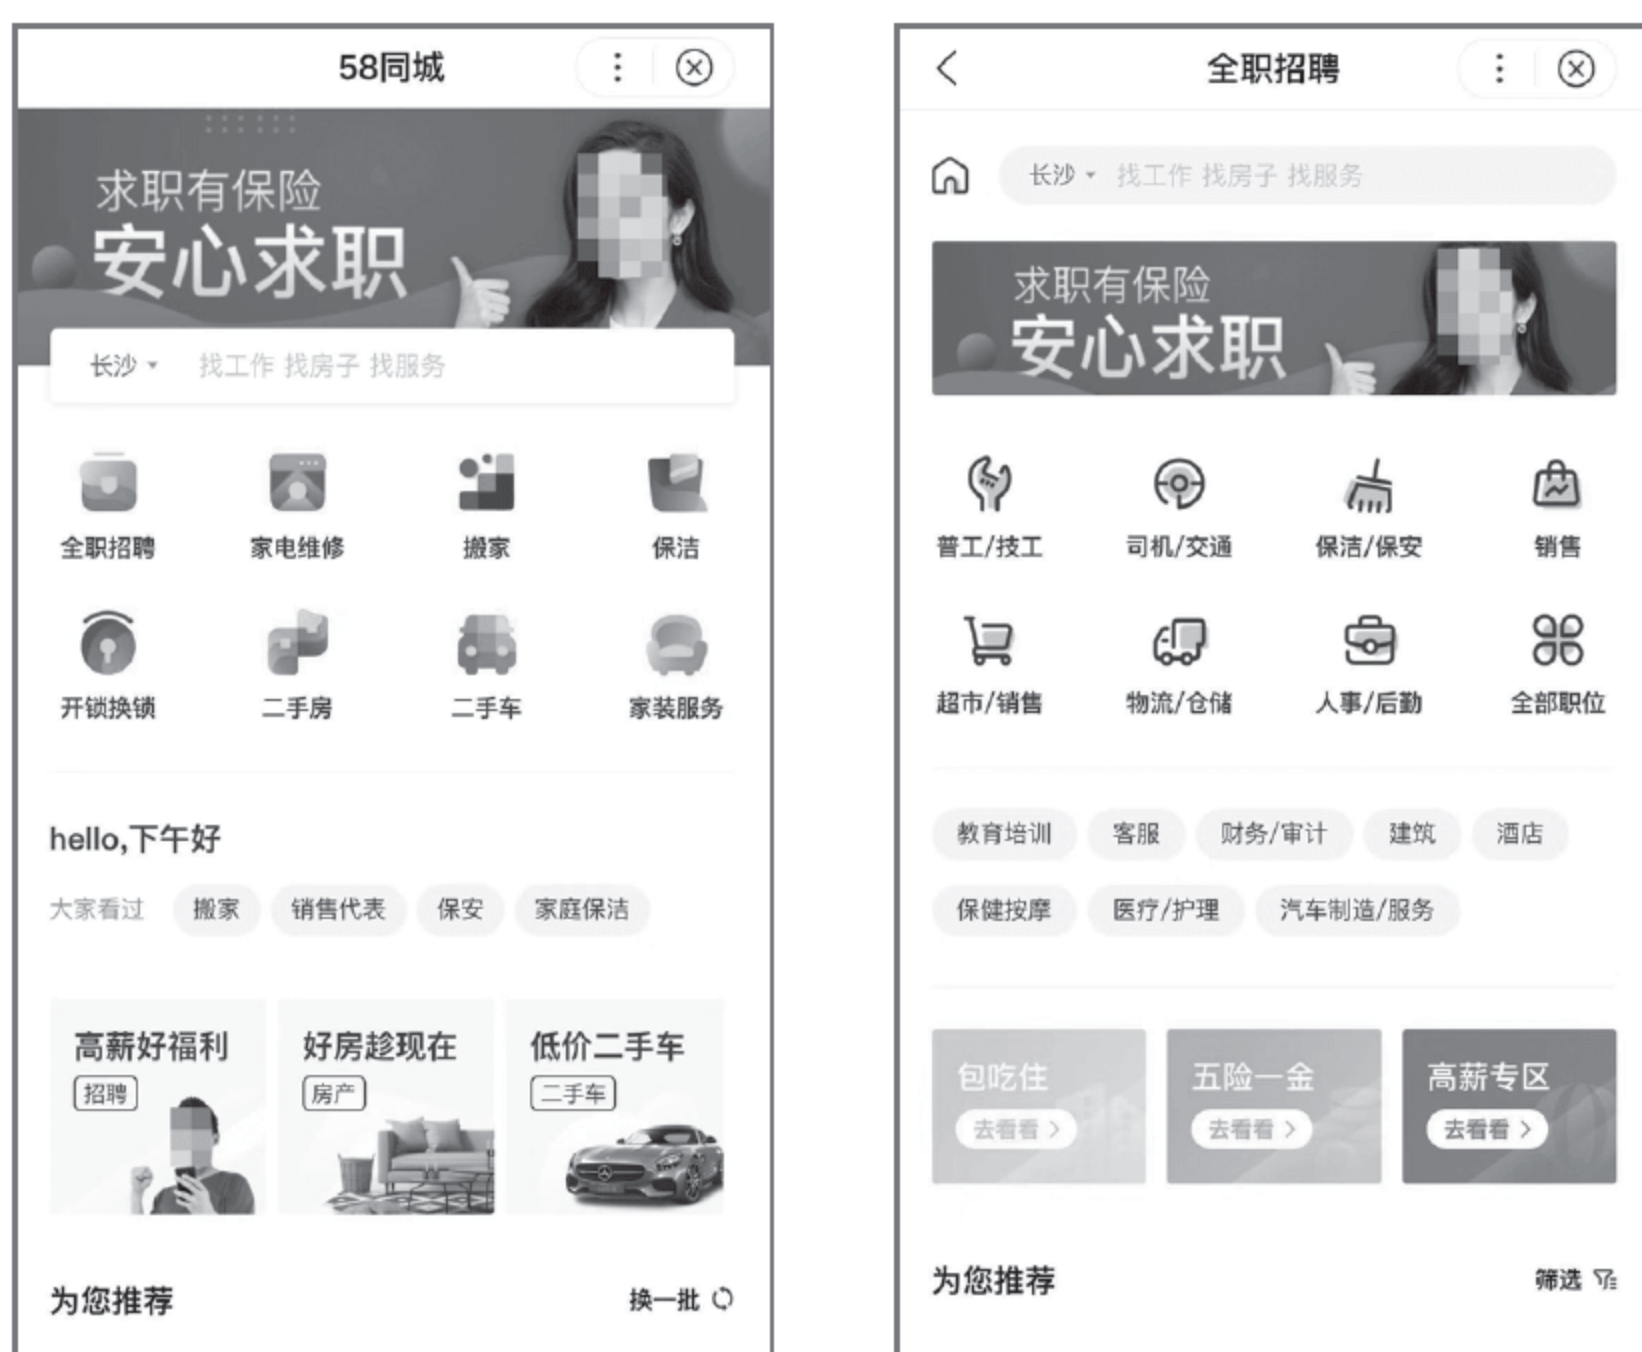 58同城
求职有保险
安心求职
长沙 找工作 找房子 找服务
全职招聘 家电维修 搬家 保洁
开锁换锁 二手房 二手车 家装服务
hello,下午好
大家看过 搬家 销售代表 保安 家庭保洁
高薪好福利 好房趁现在 低价二手车
招聘 房产 二手车
为您推荐 换一批
全职招聘
长沙 找工作 找房子 找服务
求职有保险
安心求职
普工/技工 司机/交通 保洁/保安 销售
超市/销售 物流/仓储 人事/后勤 全部职位
教育培训 客服 财务/审计 建筑 酒店
保健按摩 医疗/护理 汽车制造/服务
包吃住 五险一金 高薪专区
去看看 > 去看看 > 去看看 >
为您推荐 筛选